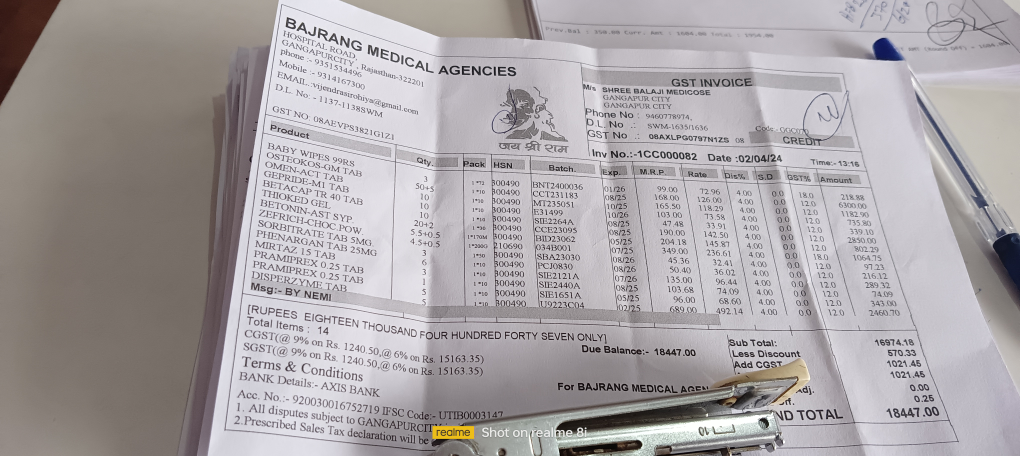 BAJRANG MEDICAL AGENCIES
HOSPITAL ROAD,
GANGAPURCITY, Rajasthan-322201
phone - 9351534496
Mobile - 9314167300
EMAIL-vijendrasirohiya@gmail.com
D.L. No: - 1137-1138SWM
GST NO: 08AEVPS3821G1Z1
जय श्री राम
GST INVOICE
M/s SHREE BALAJI MEDICOSE
GANGAPUR CITY
GANGAPUR CITY
Phone No : 9460778974,
D.L. No .: SWM-1635/1636
GST No .: 08AXLPG0797N1ZS 08
CREDIT
Inv No.:-1CC000082 Date :02/04/24 Time:- 13:16
Product Qty. Pack HSN Batch. Exp. M.R.P. Rate Dis% S.D GST% Amount
BABY WIPES 99RS 3 1*72 300490 BNT2400036 01/26 99.00 72.96 4.00 0.0 18.0 218.88
OSTEOKOS-GM TAB 50+5 1*10 300490 CCT231183 08/25 168.00 126.00 4.00 0.0 12.0 6300.00
OMEN-ACT TAB 10 1*10 300490 MT235051 10/25 165.50 118.29 4.00 0.0 12.0 1182.90
GEPRIDE-M1 TAB 10 1*10 300490 E31499 10/26 103.00 73.58 4.00 0.0 12.0 735.80
BETACAP TR 40 TAB 10 1*10 300490 SIE2264A 08/25 47.48 33.91 4.00 0.0 12.0 339.10
THIOKED GEL 20+2 1*30 300490 CCE23095 08/25 190.00 142.50 4.00 0.0 12.0 2850.00
BETONIN-AST SYP 5.5+0.5 1*170M 300490 BID23062 05/25 204.18 145.87 4.00 0.0 12.0 802.29
ZEFRICH-CHOC.POW. 4.5+0.5 1*200G 210690 034B001 07/25 349.00 236.61 4.00 0.0 18.0 1064.75
SORBITRATE TAB 5MG. 3 1*50 300490 SBA23030 08/26 45.36 32.41 4.00 0.0 12.0 97.23
PHENARGAN TAB 25MG 6 1*10 300490 PCJ0830 08/26 50.40 36.02 4.00 0.0 12.0 216.12
MIRTAZ 15 TAB 3 1*10 300490 SIE2121A 07/26 135.00 96.44 4.00 0.0 12.0 289.32
PRAMIPREX 0.25 TAB 1 1*10 300490 SIE2440A 08/25 103.68 74.09 4.00 0.0 12.0 74.09
PRAMIPREX 0.25 TAB 5 1*10 300490 SIE1651A 05/25 96.00 68.60 4.00 0.0 12.0 343.00
DISPERZYME TAB 5 1*10 300490 U9223C04 02/25 689.00 492.14 4.00 0.0 12.0 2460.70
Msg:- BY NEMI
[RUPEES EIGHTEEN THOUSAND FOUR HUNDRED FORTY SEVEN ONLY]
Total Items : 14
Due Balance:- 18447.00
CGST(@ 9% on Rs. 1240.50,@ 6% on Rs. 15163.35)
SGST(@ 9% on Rs. 1240.50,@ 6% on Rs. 15163.35)
Sub Total: 16974.18
Less Discount 570.33
Add CGST 1021.45
1021.45
Adj. 0.00
0.25
GRAND TOTAL 18447.00
Terms & Conditions
BANK Details:- AXIS BANK
Acc. No.:- 920030016752719 IFSC Code:- UTIB0003147
1. All disputes subject to GANGAPURCITY
2.Prescribed Sales Tax declaration will be
For BAJRANG MEDICAL AGEN
realme Shot on realme 8i